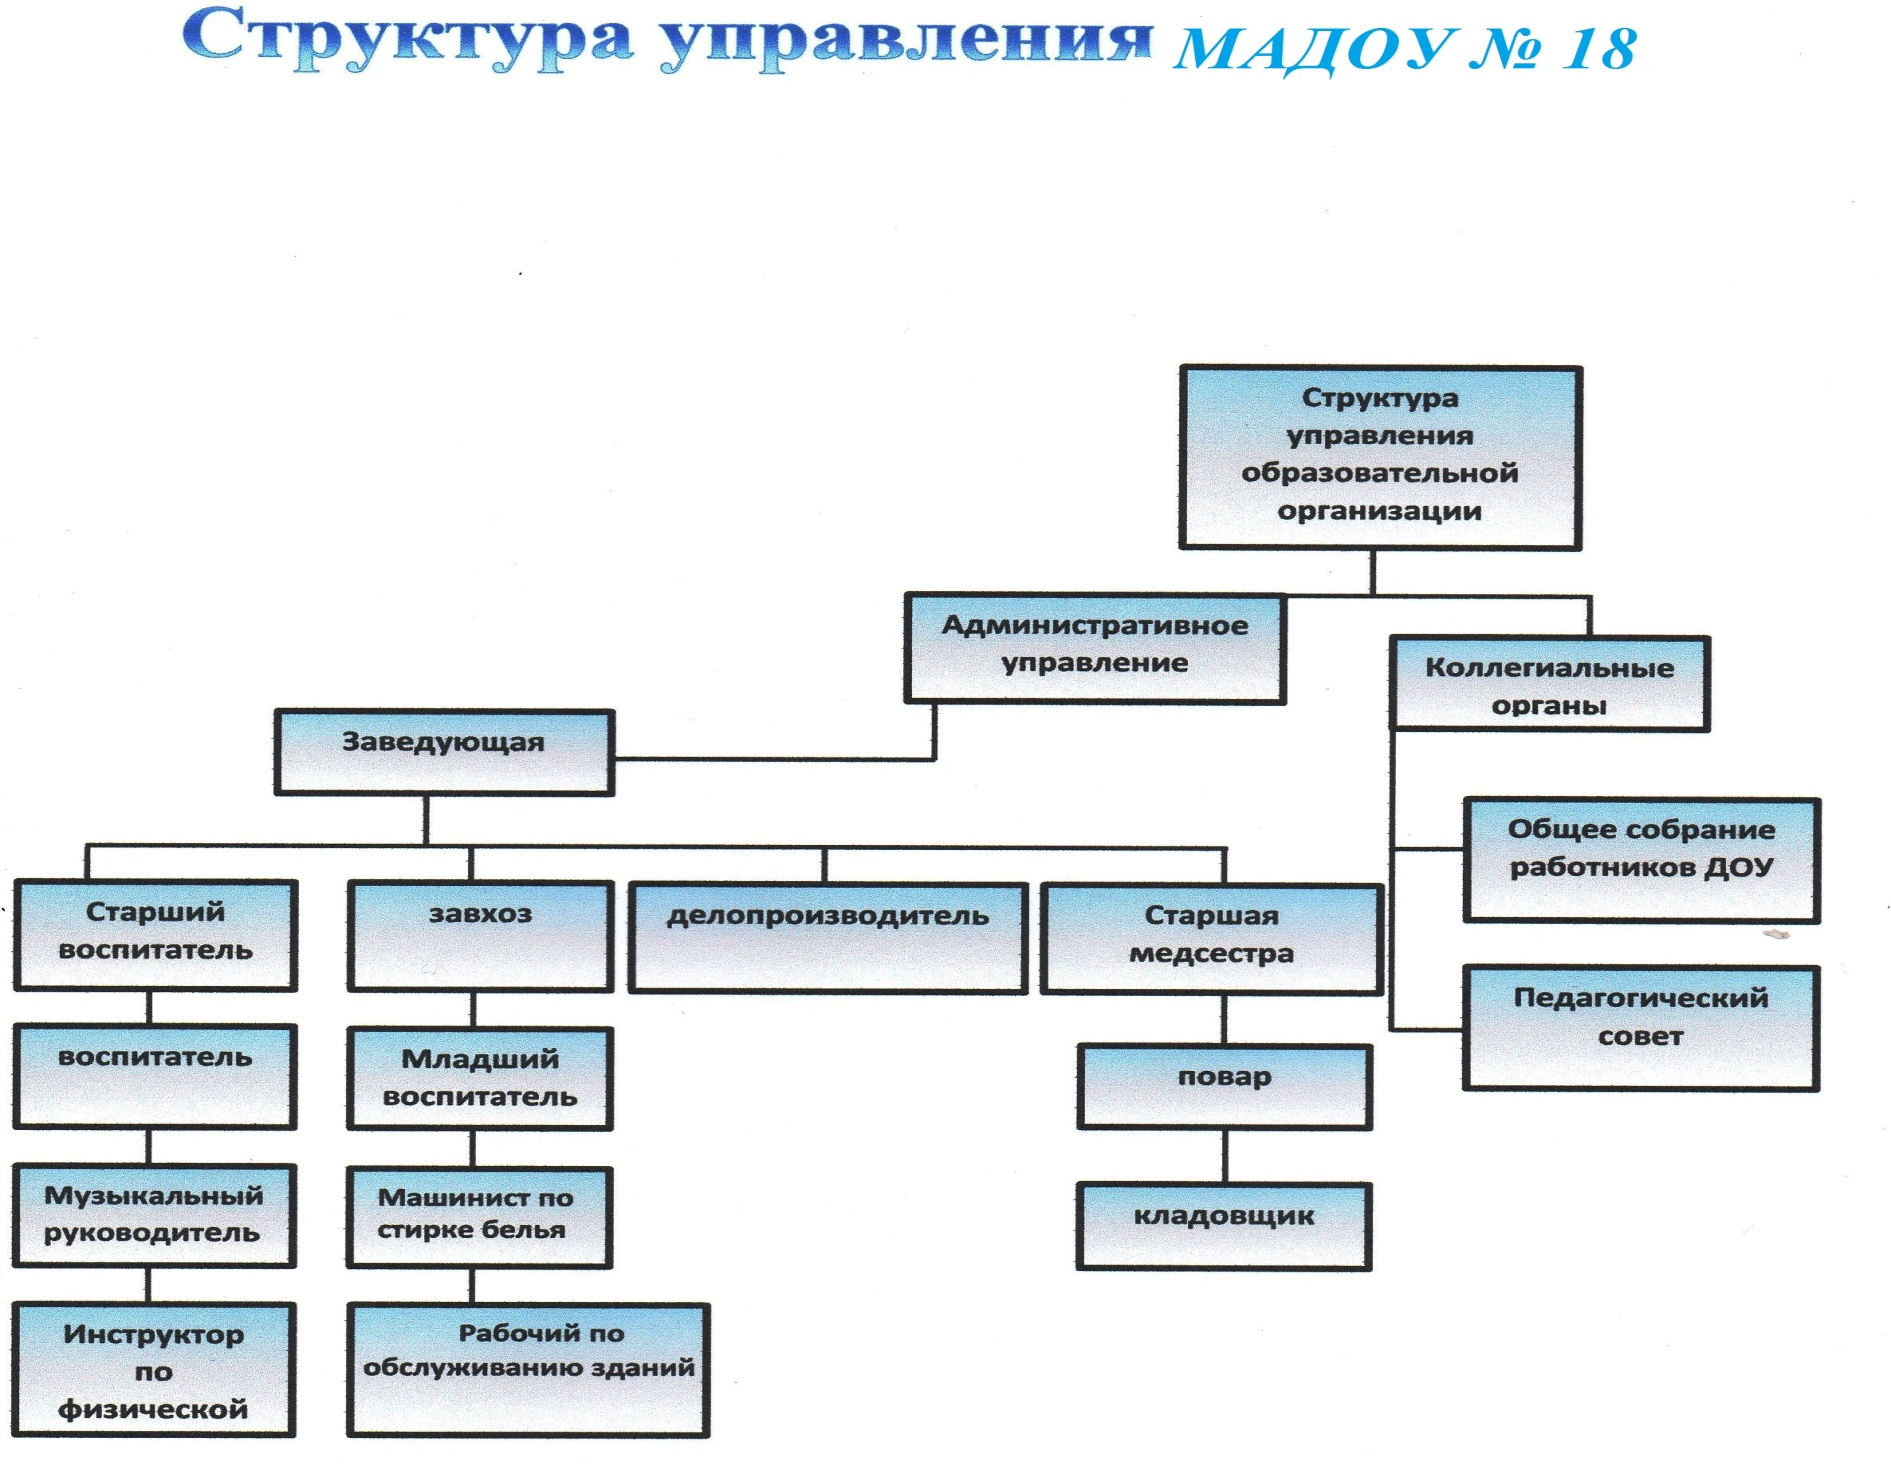 Структура управления МАДОУ № 18
Структура
управления
образовательной
организации
Административное
управление
Коллегиальные
органы
Заведующая
Общее собрание
работников ДОУ
Старший
воспитатель
завхоз
делопроизводитель
Старшая
медсестра
Педагогический
совет
воспитатель
Младший
воспитатель
повар
Музыкальный
руководитель
Машинист по
стирке белья
кладовщик
Инструктор
по
физической
Рабочий по
обслуживанию зданий